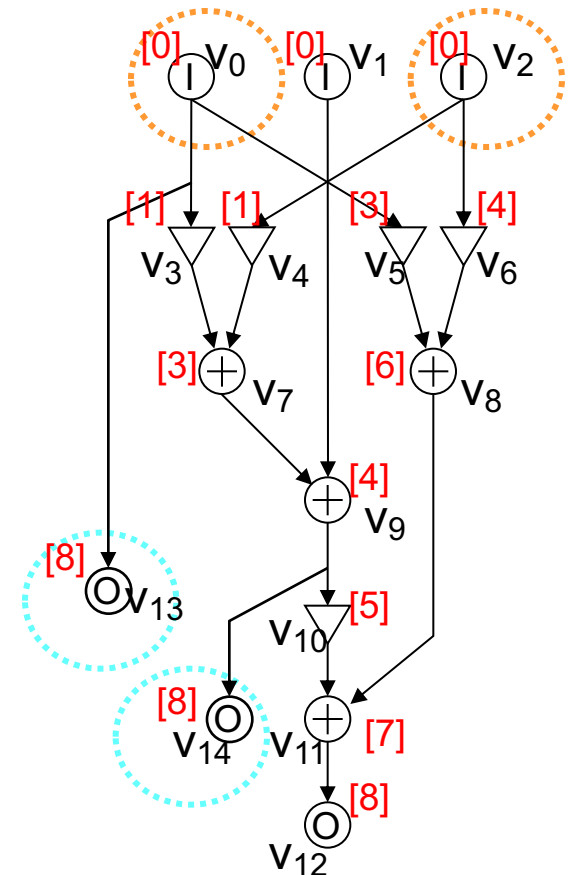 [0] v0 [0] v1 [0] v2
I I I
[1] [1] [3] [4]
v3 v4 v5 v6
[3] + v7 [6] + v8
[4]
+ v9
[8]
O v13 [5]
v10
[8] O +
v14 v11 [7]
[8]
O
v12